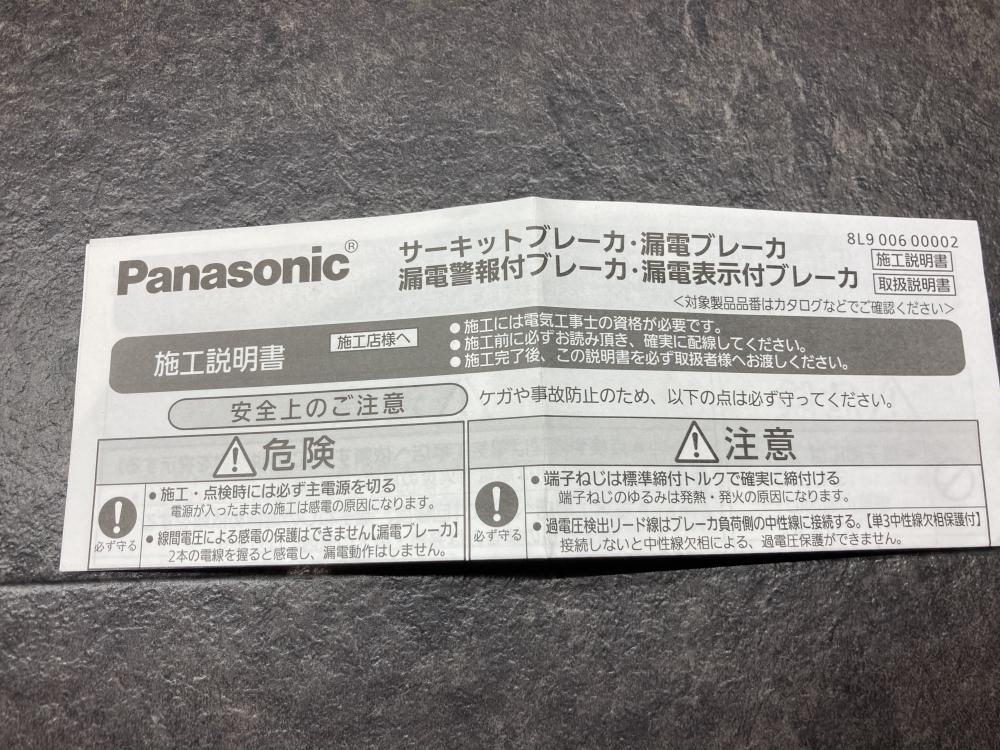 Panasonic®
サーキットブレーカ・漏電ブレーカ
漏電警報付ブレーカ・漏電表示付ブレーカ
8L9 006 00002
施工説明書
取扱説明書
<対象製品品番はカタログなどでご確認ください>
施工説明書
施工店様へ
● 施工には電気工事士の資格が必要です。
● 施工前に必ずお読み頂き、確実に配線してください。
● 施工完了後、この説明書を必ず取扱者様へお渡しください。
安全上のご注意
ケガや事故防止のため、以下の点は必ず守ってください。
危険
必ず守る
● 施工・点検時には必ず主電源を切る
電源が入ったままの施工は感電の原因になります。
● 線間電圧による感電の保護はできません【漏電ブレーカ】
2本の電線を握ると感電し、漏電動作はしません。
注意
必ず守る
● 端子ねじは標準締付トルクで確実に締付ける
端子ねじのゆるみは発熱・発火の原因になります。
● 過電圧検出リード線はブレーカ負荷側の中性線に接続する。【単3中性線欠相保護付】
接続しないと中性線欠相による、過電圧保護ができません。